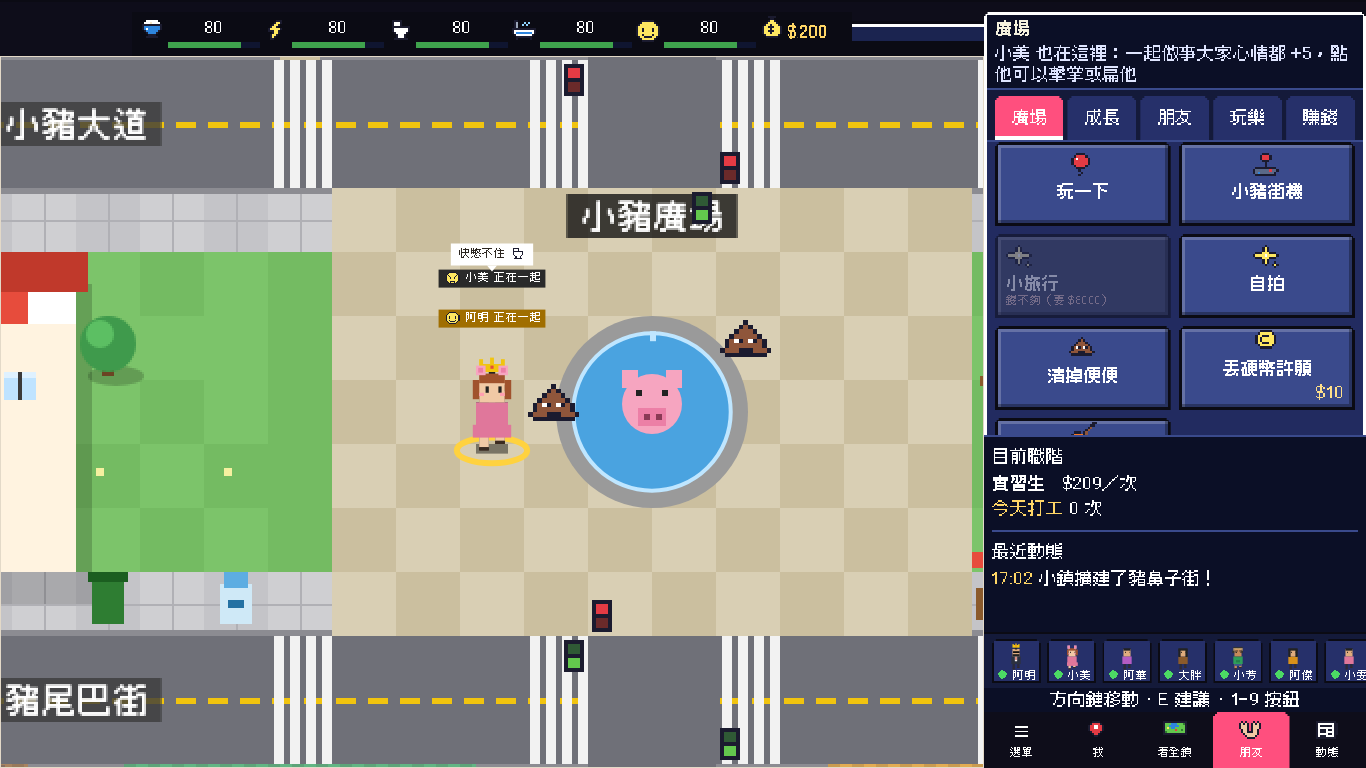 80
80
80
80
80
$200
小豬大道
小豬廣場
快憋不住
小美 正在一起
阿明 正在一起
豬尾巴街
廣場
小美 也在這裡：一起做事大家心情都 +5，點
他可以擊掌或扁他
廣場
成長
朋友
玩樂
賺錢
玩一下
小豬街機
小旅行
錢不夠（要 $6000）
自拍
清掉便便
丟硬幣許願
$10
目前職階
實習生 $209／次
今天打工 0 次
最近動態
17:02 小鎮擴建了豬鼻子街！
阿明
小美
阿華
大胖
小芳
阿傑
小雯
方向鍵移動 · E 建議 · 1-9 按鈕
選單
我
看全鎮
朋友
動態